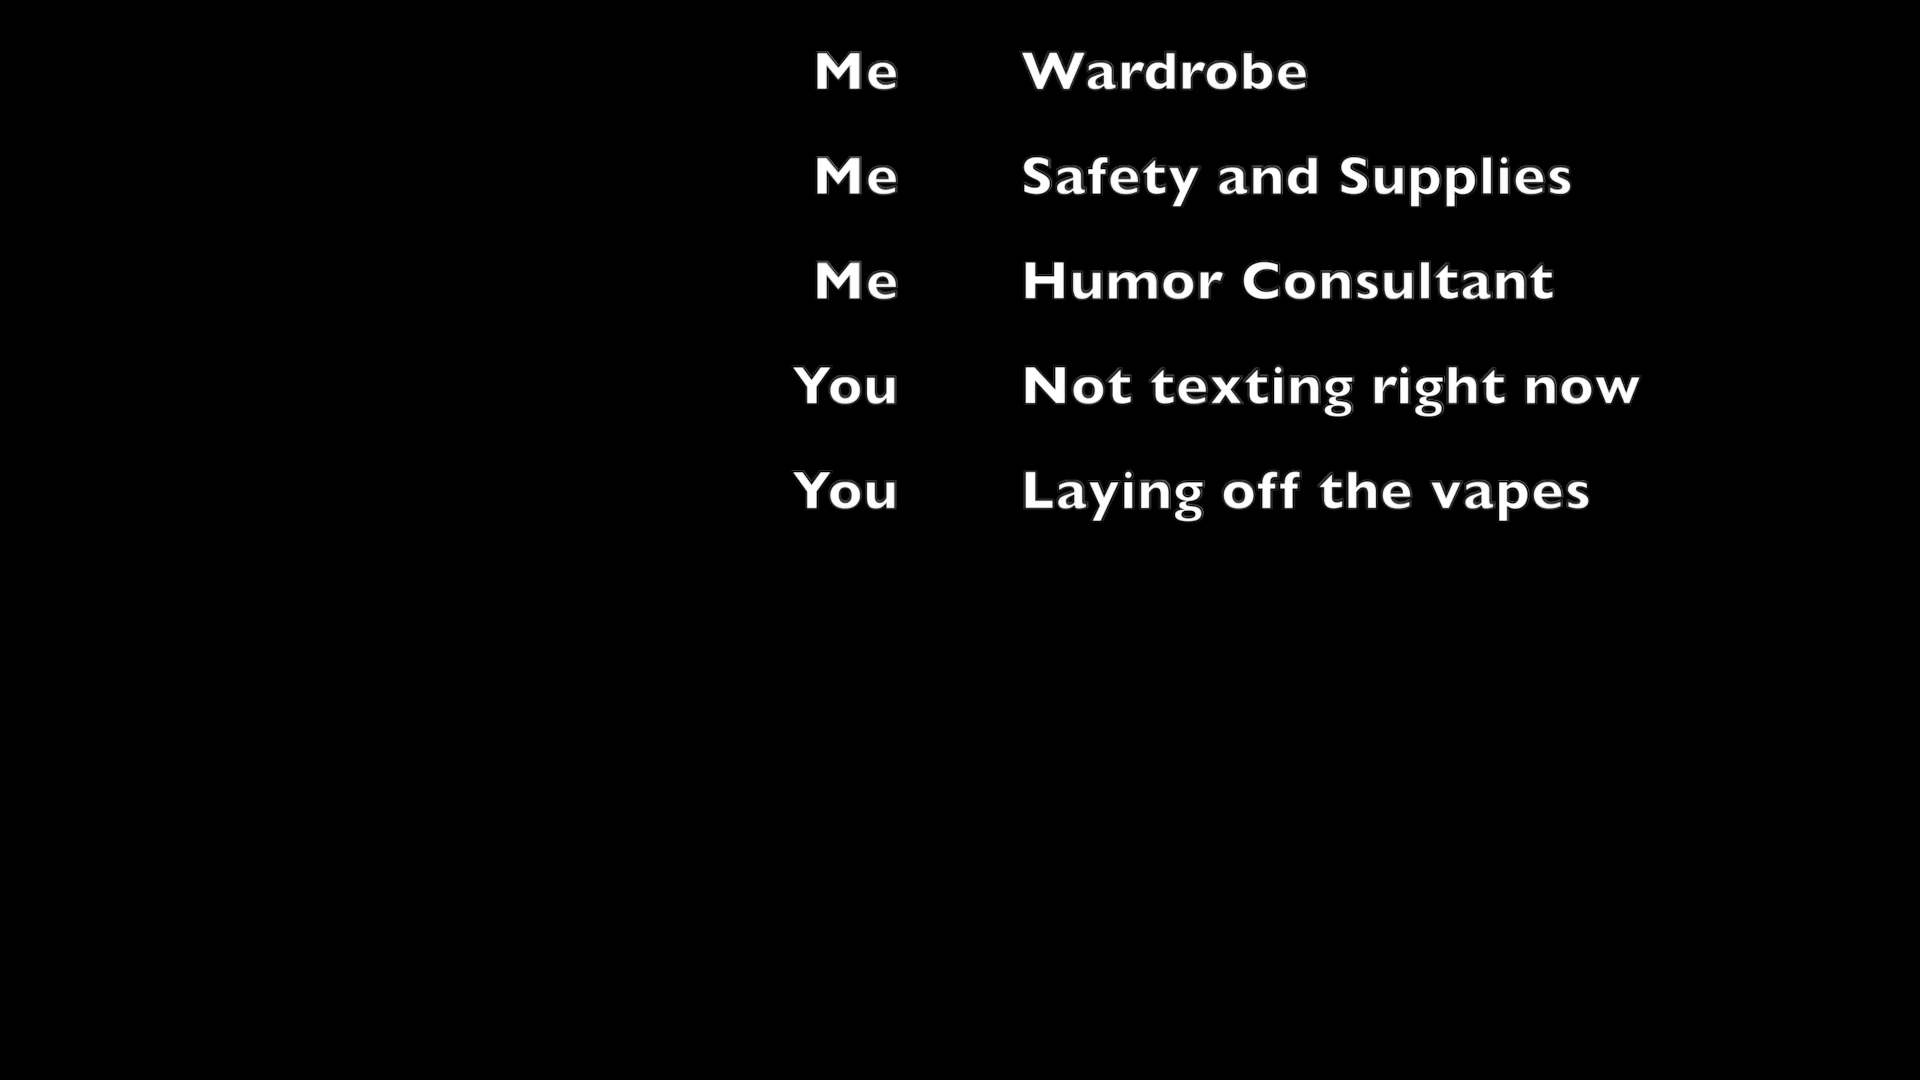 Me Wardrobe
Me Safety and Supplies
Me Humor Consultant
You Not texting right now
You Laying off the vapes